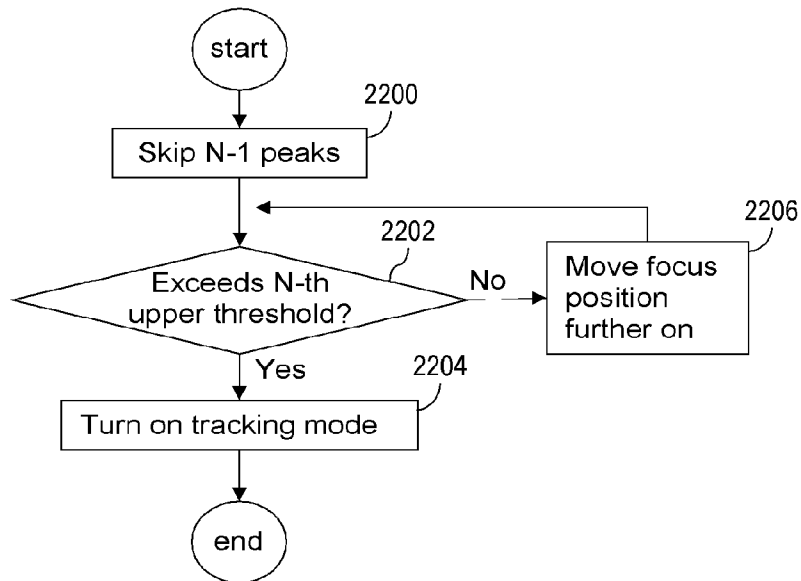 start
2200
Skip N-1 peaks
2202
Exceeds N-th
upper threshold?
No
2206
Move focus
position
further on
Yes
2204
Turn on tracking mode
end